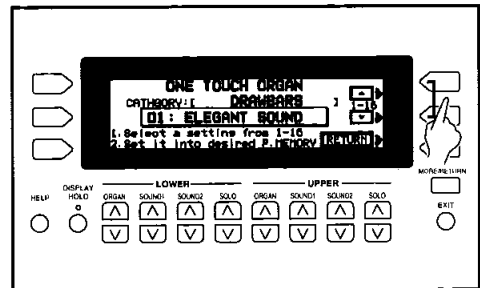 ONE TOUCH ORGAN
CATHGORY:[ DRAWBARS ] 1-16
01: ELEGANT SOUND
1. Select a setting from 1-16
2. Set it into desired P.MEMORY RETURN
MORE/RETURN
LOWER UPPER
HELP DISPLAY HOLD ORGAN SOUND1 SOUND2 SOLO ORGAN SOUND1 SOUND2 SOLO EXIT